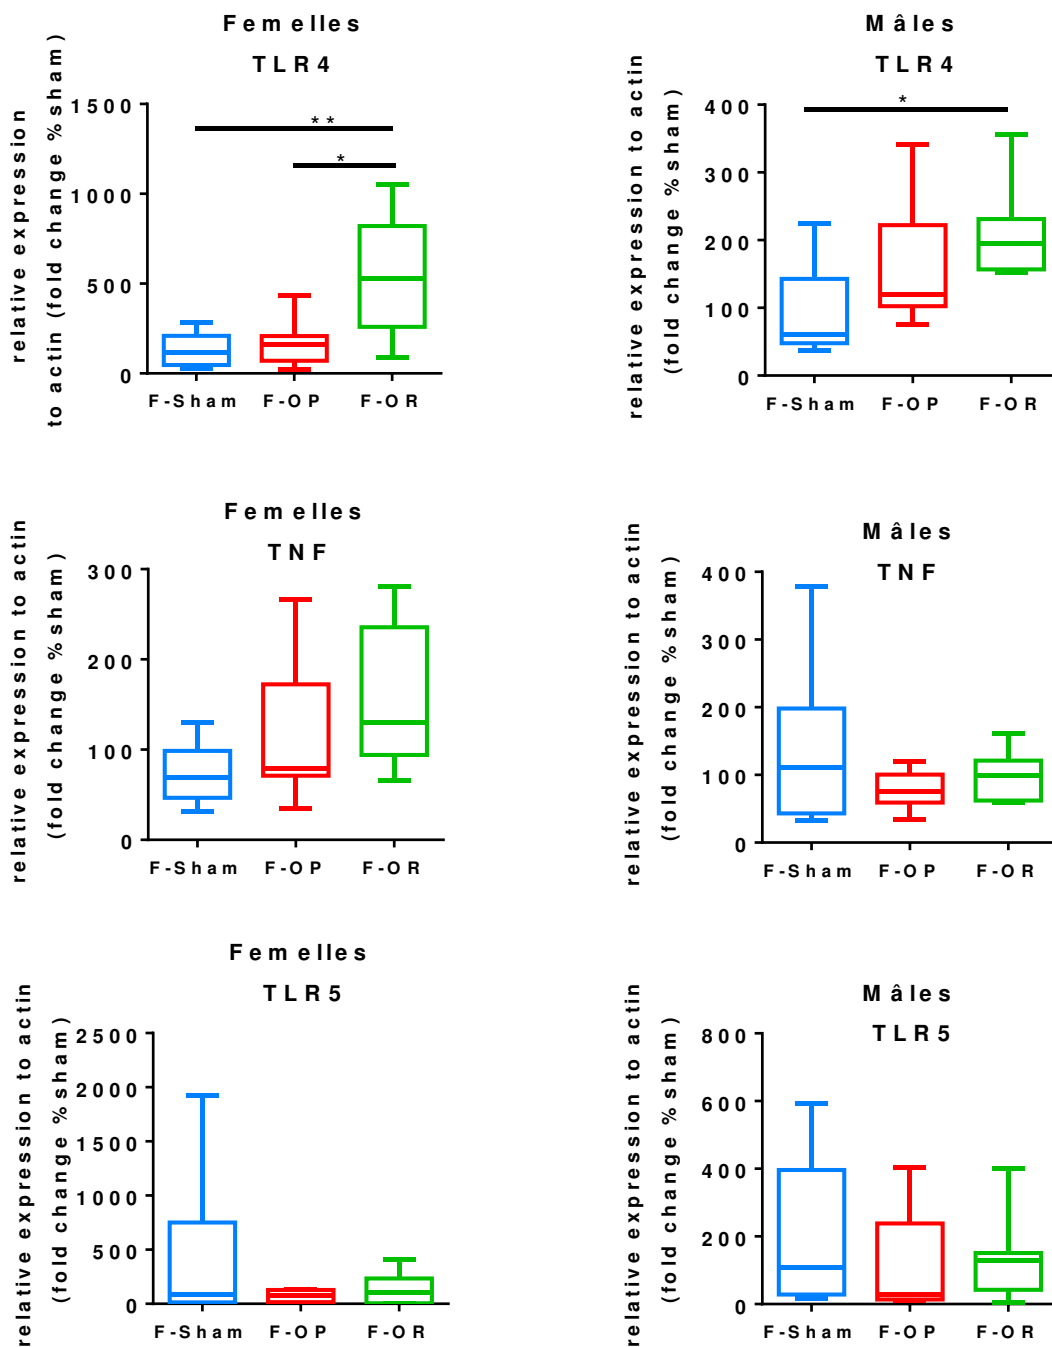 Femelles
TLR4
relative expression
to actin (fold change %sham)
1500
1000
500
0
**
*
F-Sham F-OP F-OR
Mâles
TLR4
relative expression to actin
(fold change %sham)
400
300
200
100
0
*
F-Sham F-OP F-OR
Femelles
TNF
relative expression to actin
(fold change %sham)
300
200
100
0
F-Sham F-OP F-OR
Mâles
TNF
relative expression to actin
(fold change %sham)
400
300
200
100
0
F-Sham F-OP F-OR
Femelles
TLR5
relative expression to actin
(fold change %sham)
2500
2000
1500
1000
500
0
F-Sham F-OP F-OR
Mâles
TLR5
relative expression to actin
(fold change %sham)
800
600
400
200
0
F-Sham F-OP F-OR